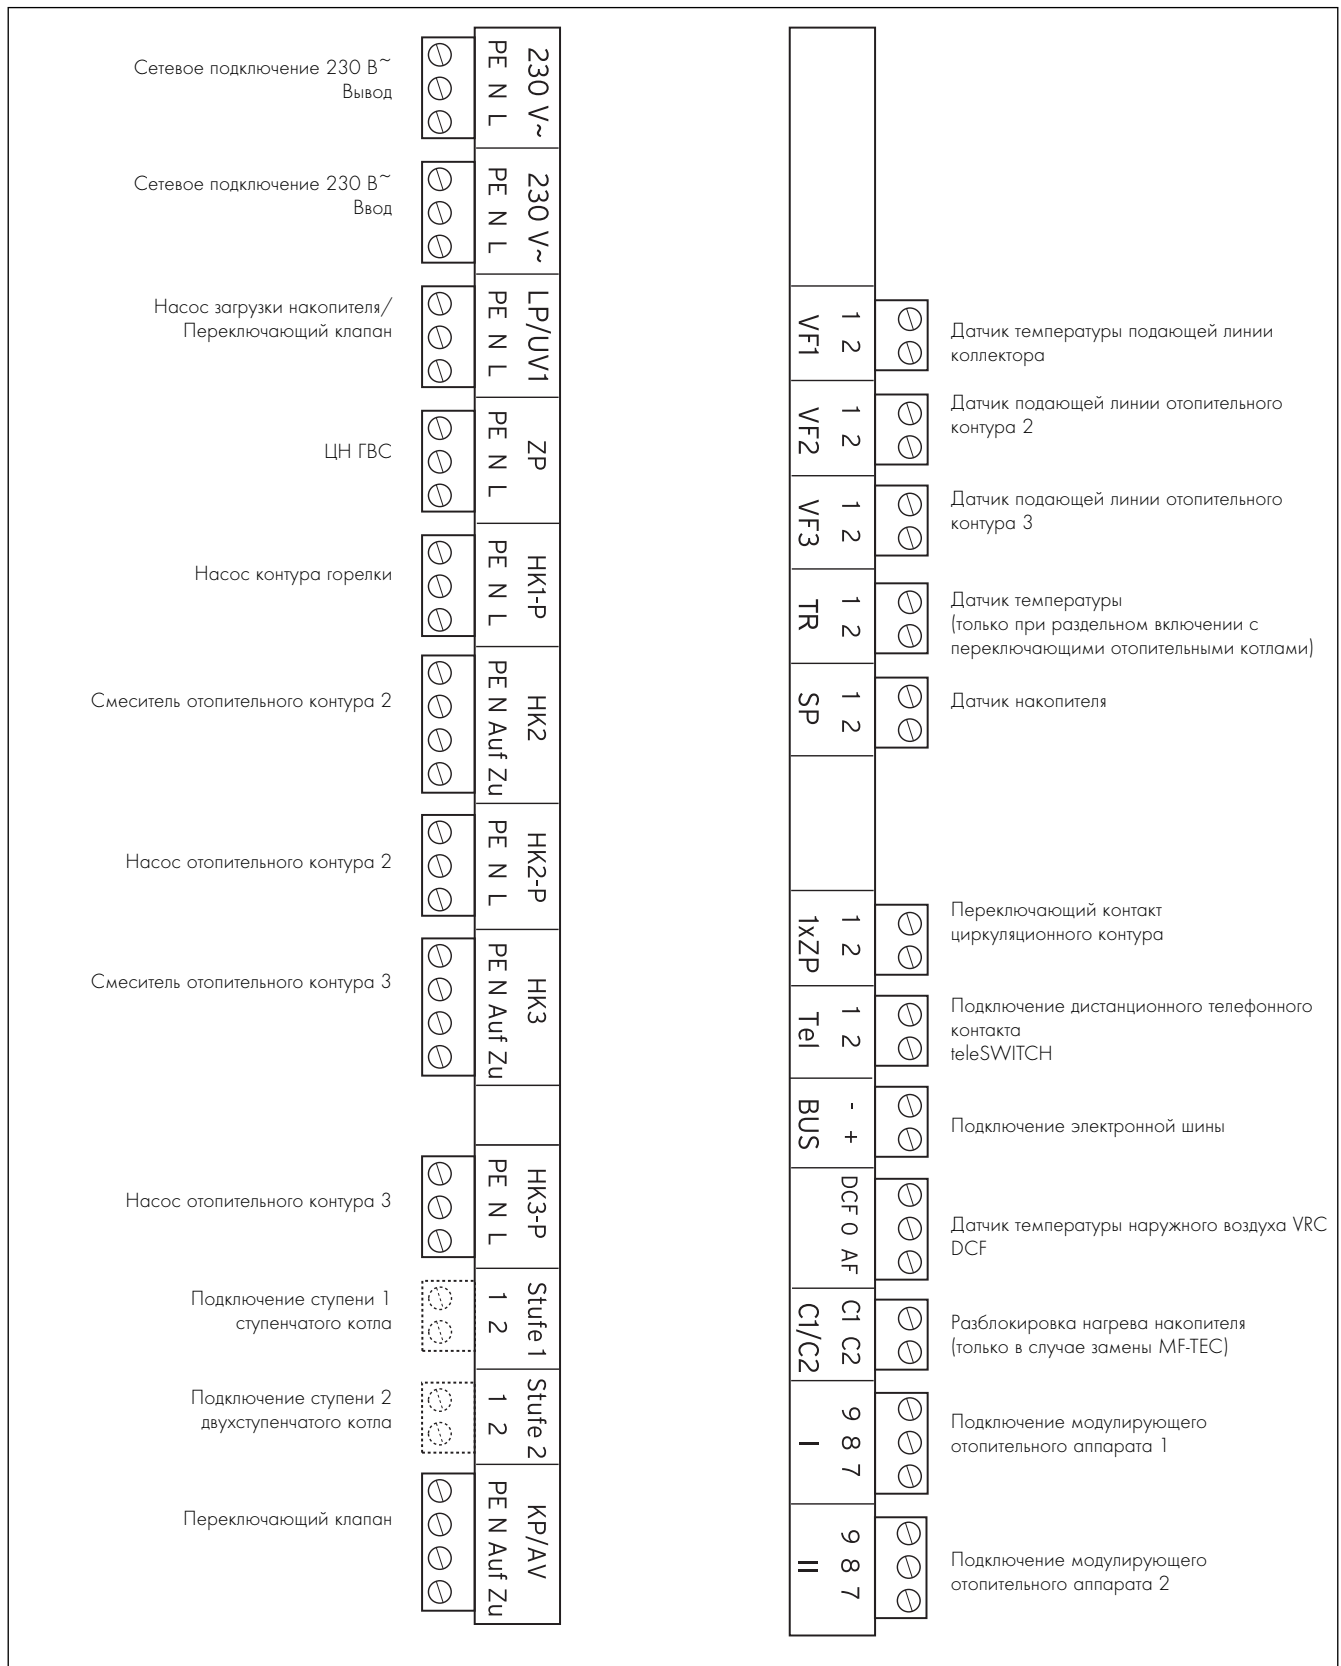 Сетевое подключение 230 В~
Вывод
PE N L
230 V~
Сетевое подключение 230 В~
Ввод
PE N L
230 V~
Насос загрузки накопителя/
Переключающий клапан
PE N L
LP/UV1
ЦН ГВС
PE N L
ZP
Насос контура горелки
PE N L
HK1-P
Смеситель отопительного контура 2
PE N Auf Zu
HK2
Насос отопительного контура 2
PE N L
HK2-P
Смеситель отопительного контура 3
PE N Auf Zu
HK3
Насос отопительного контура 3
PE N L
HK3-P
Подключение ступени 1
ступенчатого котла
1 2
Stufe 1
Подключение ступени 2
двухступенчатого котла
1 2
Stufe 2
Переключающий клапан
PE N Auf Zu
KP/AV
VF1
1 2
Датчик температуры подающей линии
коллектора
VF2
1 2
Датчик подающей линии отопительного
контура 2
VF3
1 2
Датчик подающей линии отопительного
контура 3
TR
1 2
Датчик температуры
(только при раздельном включении с
переключающими отопительными котлами)
SP
1 2
Датчик накопителя
1xZP
1 2
Переключающий контакт
циркуляционного контура
Tel
1 2
Подключение дистанционного телефонного
контакта
teleSWITCH
BUS
- +
Подключение электронной шины
DCF 0 AF
Датчик температуры наружного воздуха VRC
DCF
C1/C2
C1 C2
Разблокировка нагрева накопителя
(только в случае замены MF-TEC)
I
9 8 7
Подключение модулирующего
отопительного аппарата 1
II
9 8 7
Подключение модулирующего
отопительного аппарата 2